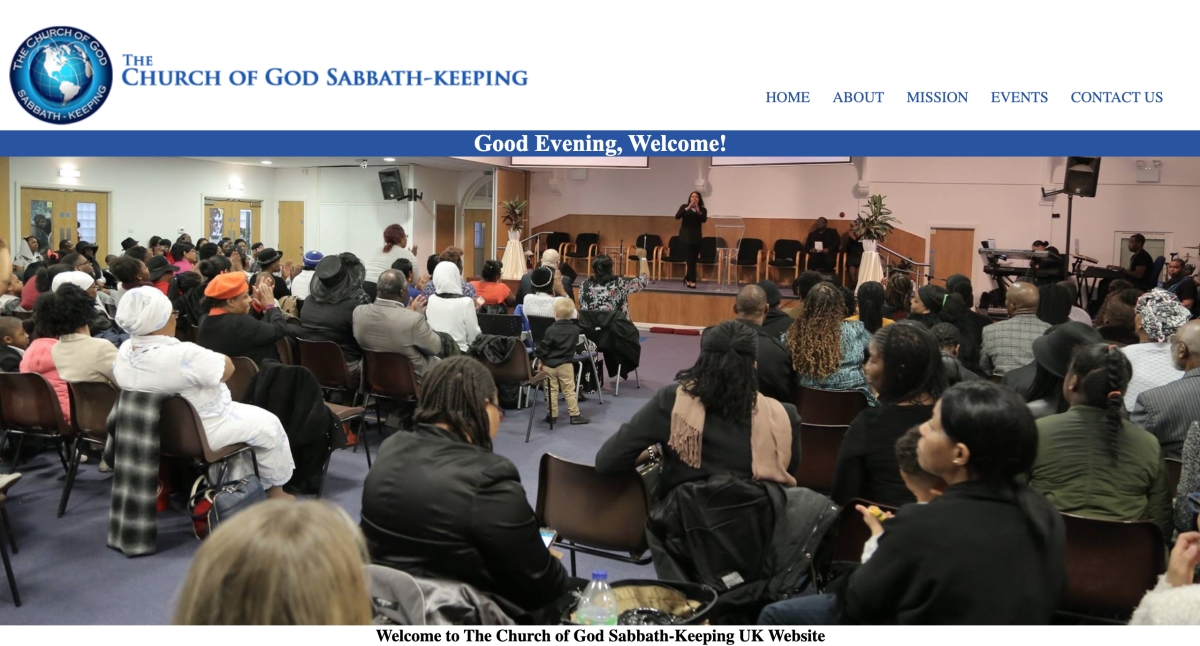 THE CHURCH OF GOD
SABBATH-KEEPING
THE
CHURCH OF GOD SABBATH-KEEPING
HOME ABOUT MISSION EVENTS CONTACT US
Good Evening, Welcome!
Welcome to The Church of God Sabbath-Keeping UK Website